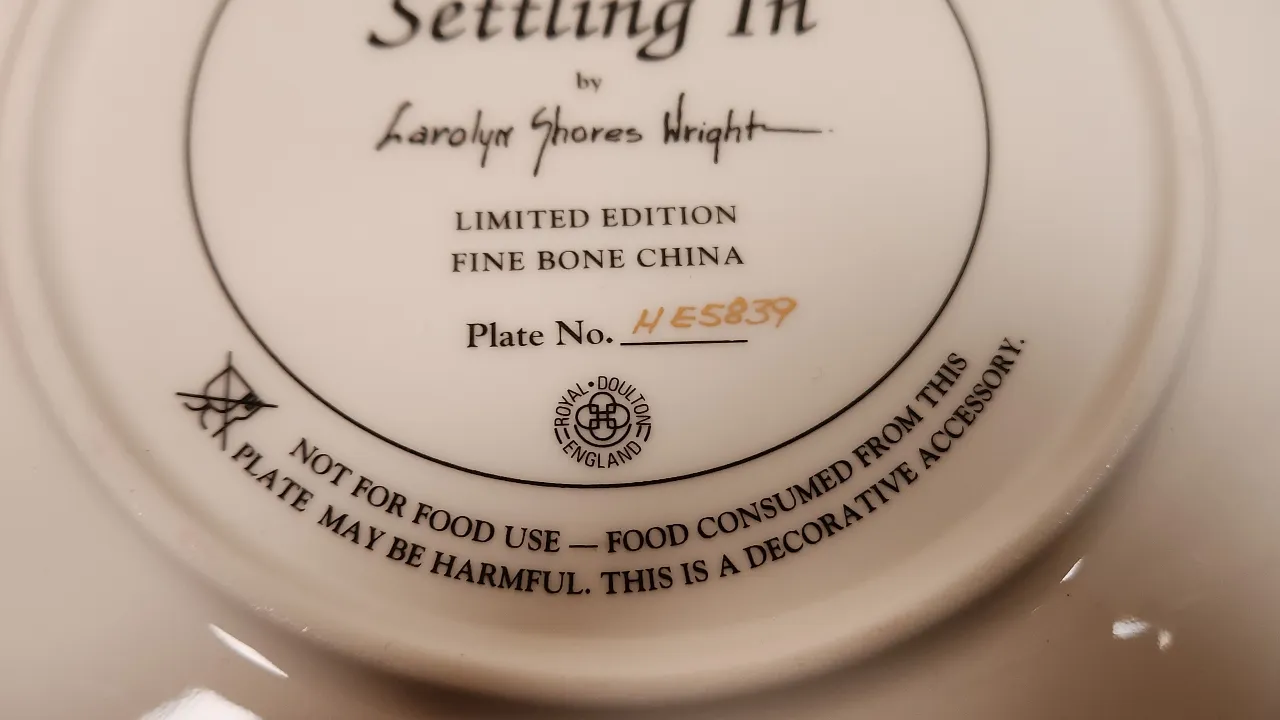 Settling In
by
Carolyn Shores Wright
LIMITED EDITION
FINE BONE CHINA
Plate No. HE5839
ROYAL • DOULTON
ENGLAND
NOT FOR FOOD USE — FOOD CONSUMED FROM THIS
PLATE MAY BE HARMFUL. THIS IS A DECORATIVE ACCESSORY.